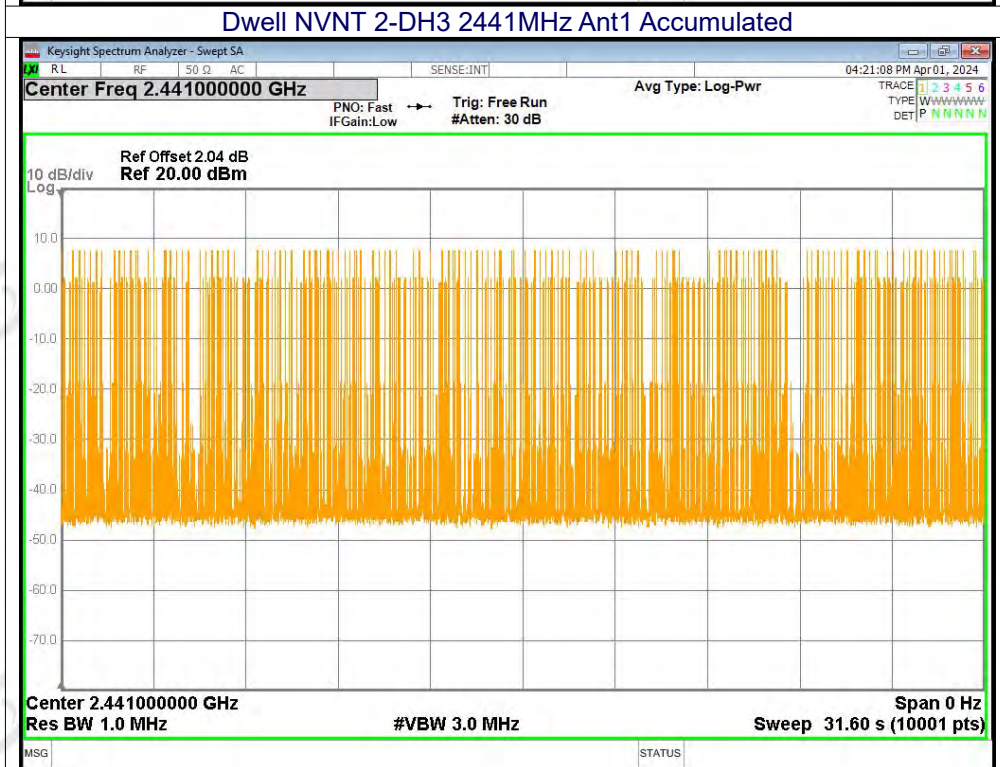 Dwell NVNT 2-DH3 2441MHz Ant1 Accumulated
Keysight Spectrum Analyzer - Swept SA
LXI RL RF 50 Ω AC SENSE:INT 04:21:08 PM Apr 01, 2024
Center Freq 2.441000000 GHz Avg Type: Log-Pwr TRACE 1 2 3 4 5 6
PNO: Fast Trig: Free Run TYPE WWWWWWW
IFGain:Low #Atten: 30 dB DET P N N N N N
Ref Offset 2.04 dB
10 dB/div Ref 20.00 dBm
Log
10.0
0.00
-10.0
-20.0
-30.0
-40.0
-50.0
-60.0
-70.0
Center 2.441000000 GHz Span 0 Hz
Res BW 1.0 MHz #VBW 3.0 MHz Sweep 31.60 s (10001 pts)
MSG STATUS